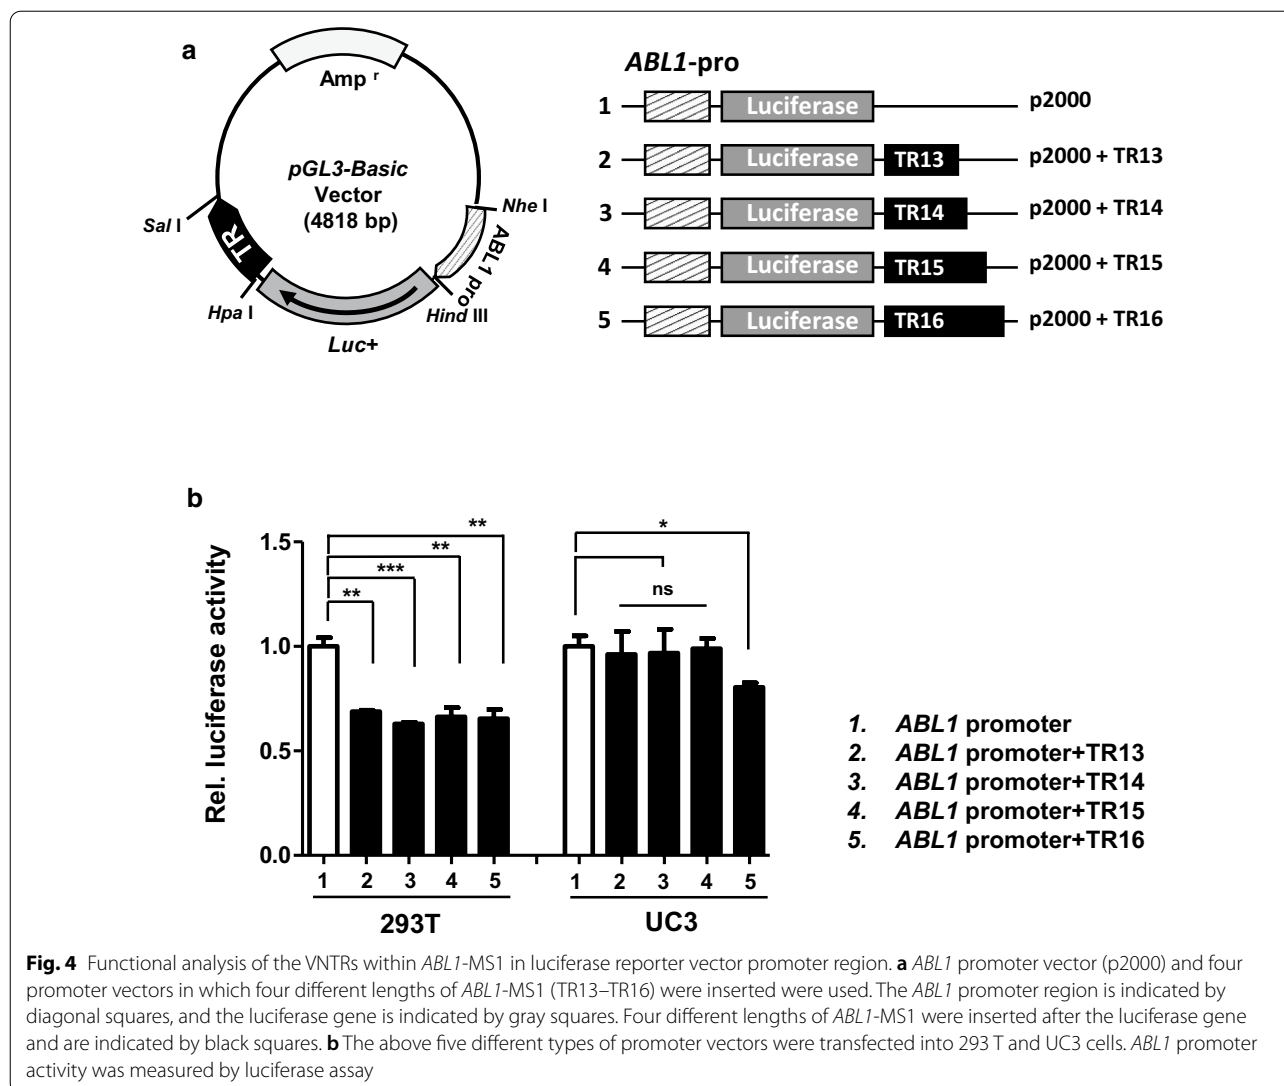 a
Amp r
pGL3-Basic
Vector
(4818 bp)
Nhe I
ABL1 pro
Hind III
Luc+
Hpa I
TR
Sal I
ABL1-pro
1 Luciferase p2000
2 Luciferase TR13 p2000 + TR13
3 Luciferase TR14 p2000 + TR14
4 Luciferase TR15 p2000 + TR15
5 Luciferase TR16 p2000 + TR16
b
Rel. luciferase activity
1.5
1.0
0.5
0.0
**
**
***
**
*
ns
1 2 3 4 5 1 2 3 4 5
293T UC3
1. ABL1 promoter
2. ABL1 promoter+TR13
3. ABL1 promoter+TR14
4. ABL1 promoter+TR15
5. ABL1 promoter+TR16
Fig. 4 Functional analysis of the VNTRs within ABL1-MS1 in luciferase reporter vector promoter region. a ABL1 promoter vector (p2000) and four
promoter vectors in which four different lengths of ABL1-MS1 (TR13–TR16) were inserted were used. The ABL1 promoter region is indicated by
diagonal squares, and the luciferase gene is indicated by gray squares. Four different lengths of ABL1-MS1 were inserted after the luciferase gene
and are indicated by black squares. b The above five different types of promoter vectors were transfected into 293 T and UC3 cells. ABL1 promoter
activity was measured by luciferase assay